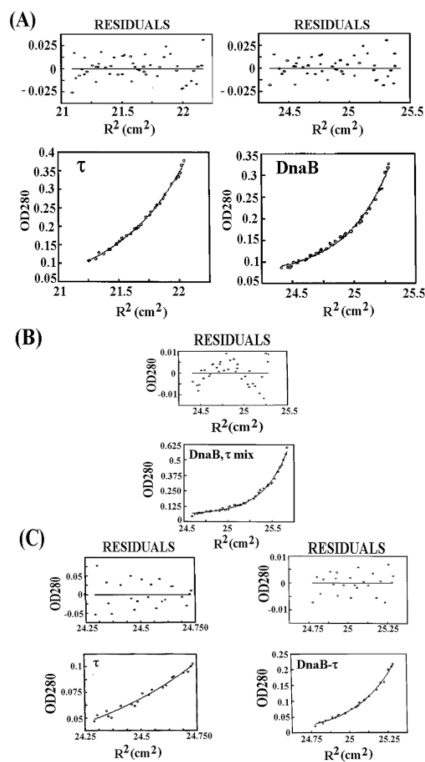 (A)
RESIDUALS
RESIDUALS
0.025
0
- 0.025
21
21.5
22
R² (cm²)
0.025
0
-0.025
24.5
25
25.5
R² (cm²)
OD280
0.4
0.35
0.3
0.25
0.2
0.15
0.1
0.05
τ
21
21.5
22
R² (cm²)
OD280
0.35
0.3
0.25
0.2
0.15
0.1
0.05
DnaB
24.5
25
25.5
R² (cm²)
(B)
RESIDUALS
OD280
0.01
0
-0.01
24.5
25
25.5
R²(cm²)
OD280
0.625
0.5
0.375
0.250
0.125
0
DnaB, τ mix
24.5
25.0
25.5
R²(cm²)
(C)
RESIDUALS
RESIDUALS
0.05
0
-0.05
24.25
24.5
24.750
0.01
0
-0.01
24.75
25
25.25
OD280
0.1
0.075
0.05
τ
24.25
24.5
24.750
R² (cm²)
OD280
0.25
0.2
0.15
0.1
0.05
0
DnaB-τ
24.75
25
25.25
R² (cm²)